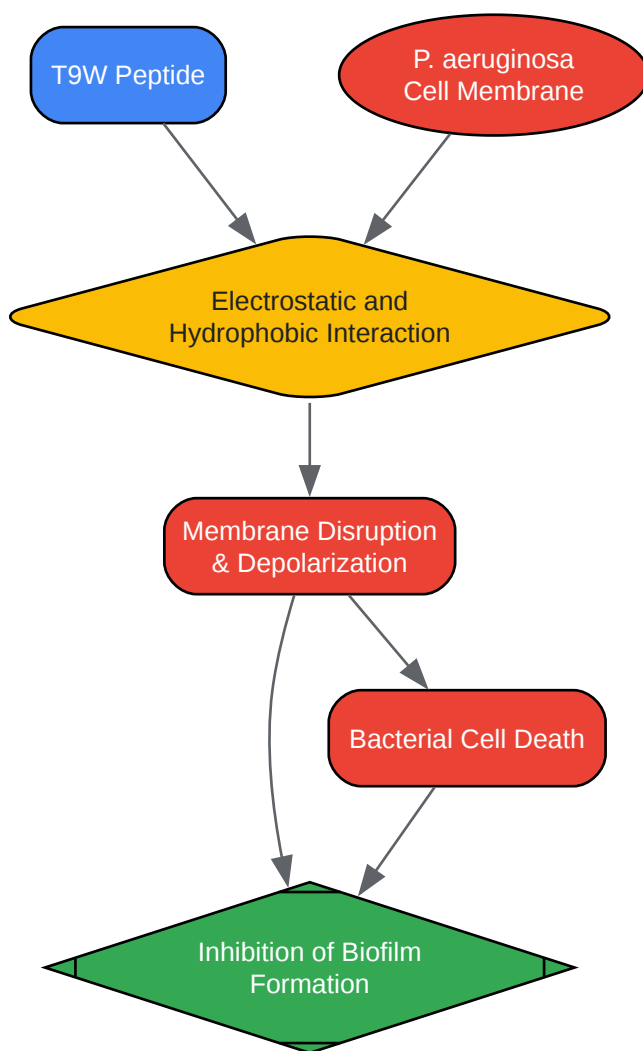 T9W Peptide
P. aeruginosa
Cell Membrane
Electrostatic and
Hydrophobic Interaction
Membrane Disruption
& Depolarization
Bacterial Cell Death
Inhibition of Biofilm
Formation